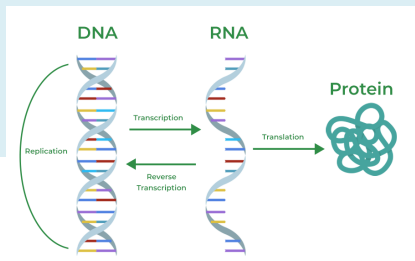 DNA
RNA
Protein
Transcription
Translation
Replication
Reverse
Transcription